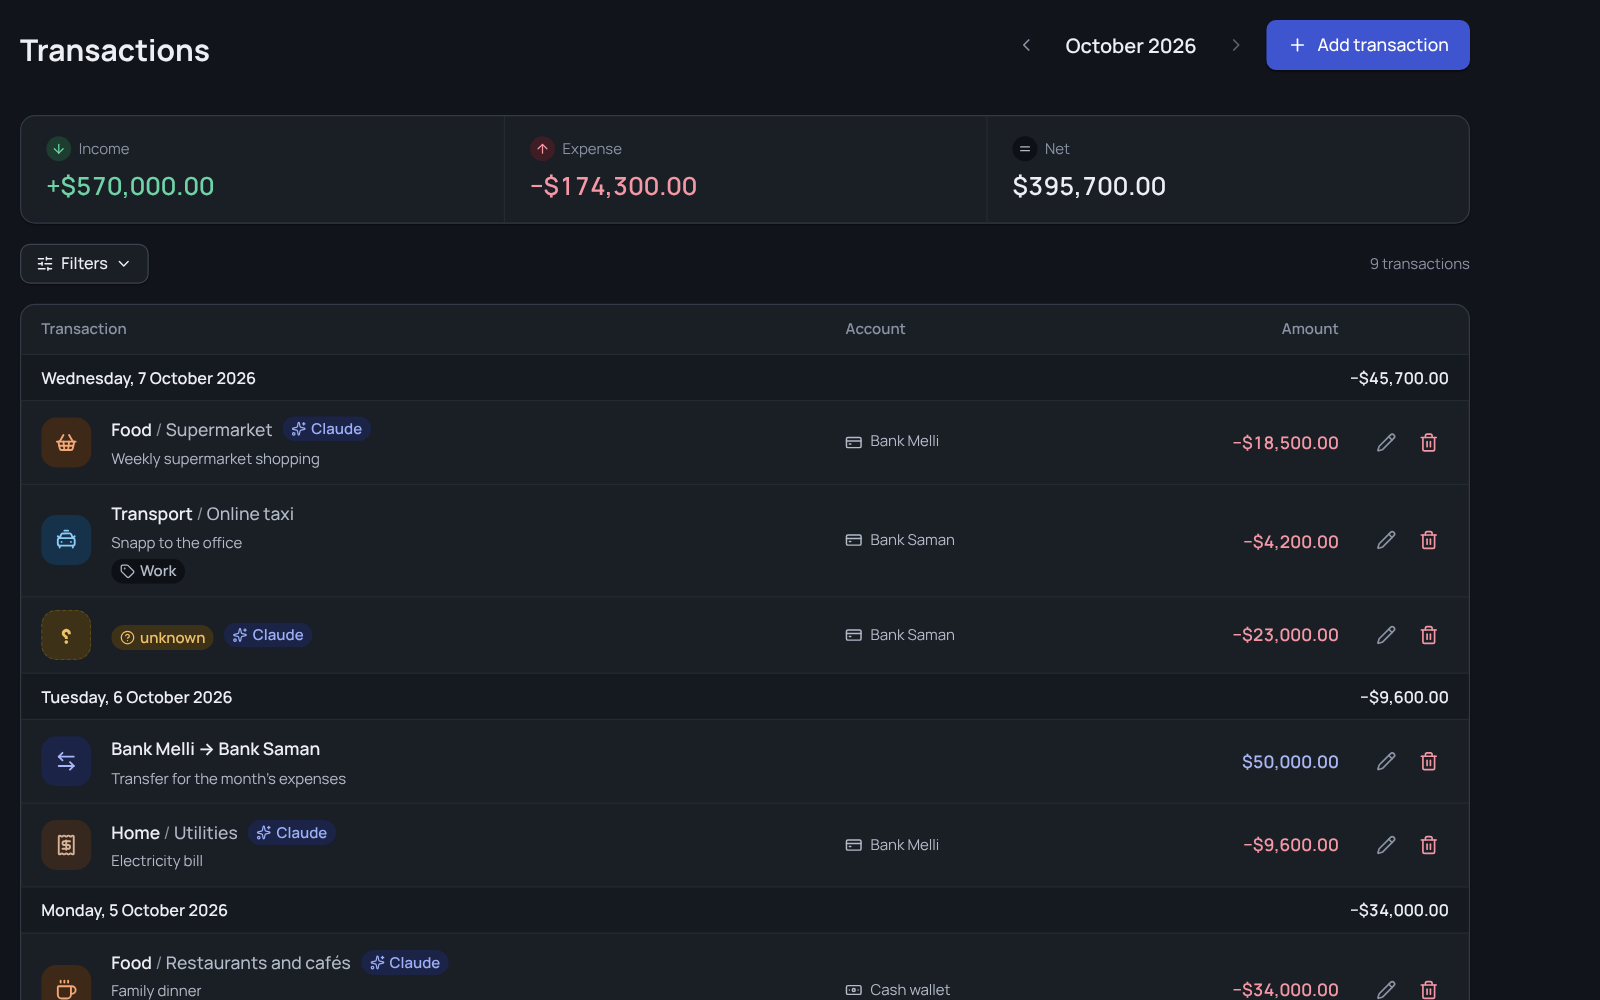 Transactions
October 2026
Add transaction
Income
+$570,000.00
Expense
−$174,300.00
Net
$395,700.00
Filters
9 transactions
Transaction Account Amount
Wednesday, 7 October 2026 −$45,700.00
Food / Supermarket Claude
Weekly supermarket shopping
Bank Melli
−$18,500.00
Transport / Online taxi
Snapp to the office
Work
Bank Saman
−$4,200.00
unknown Claude
Bank Saman
−$23,000.00
Tuesday, 6 October 2026 −$9,600.00
Bank Melli → Bank Saman
Transfer for the month's expenses
$50,000.00
Home / Utilities Claude
Electricity bill
Bank Melli
−$9,600.00
Monday, 5 October 2026 −$34,000.00
Food / Restaurants and cafés Claude
Family dinner
Cash wallet
−$34,000.00